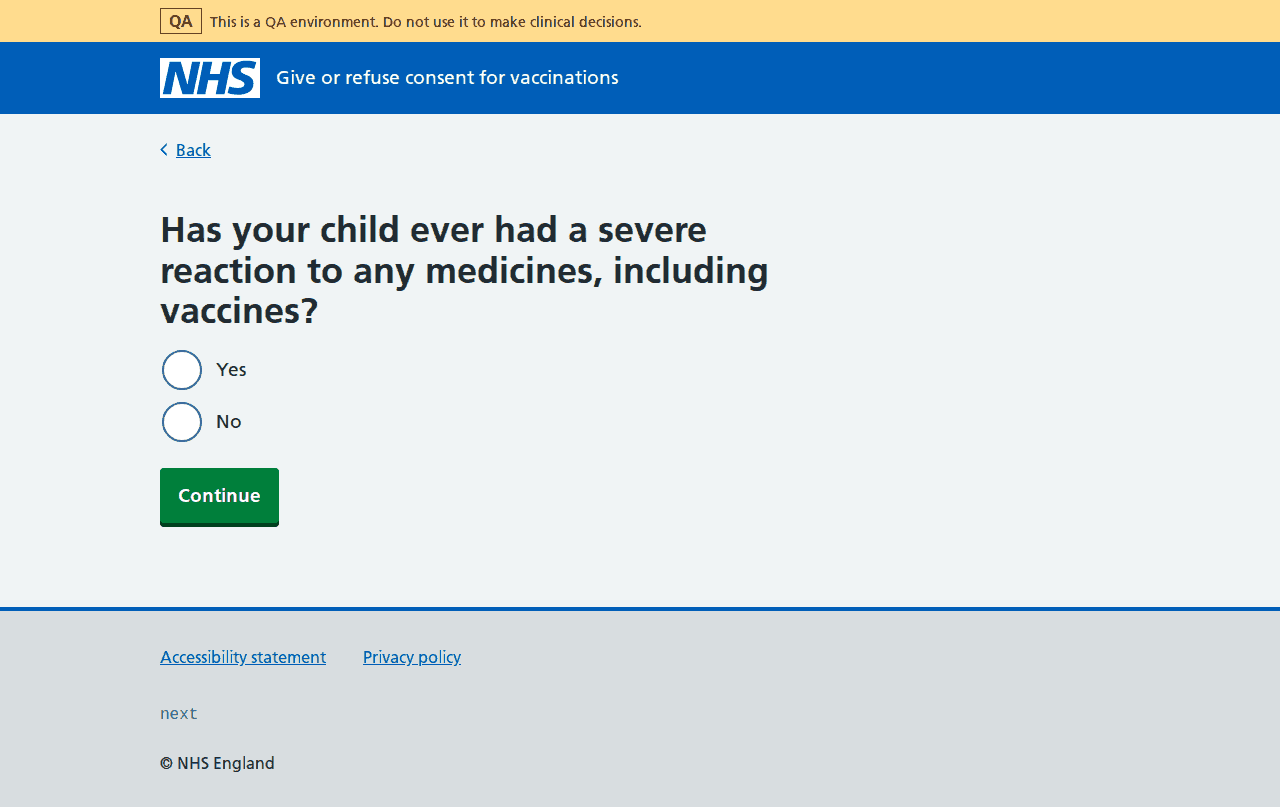 QA This is a QA environment. Do not use it to make clinical decisions.
NHS Give or refuse consent for vaccinations
Back
Has your child ever had a severe
reaction to any medicines, including
vaccines?
Yes
No
Continue
Accessibility statement Privacy policy
next
© NHS England